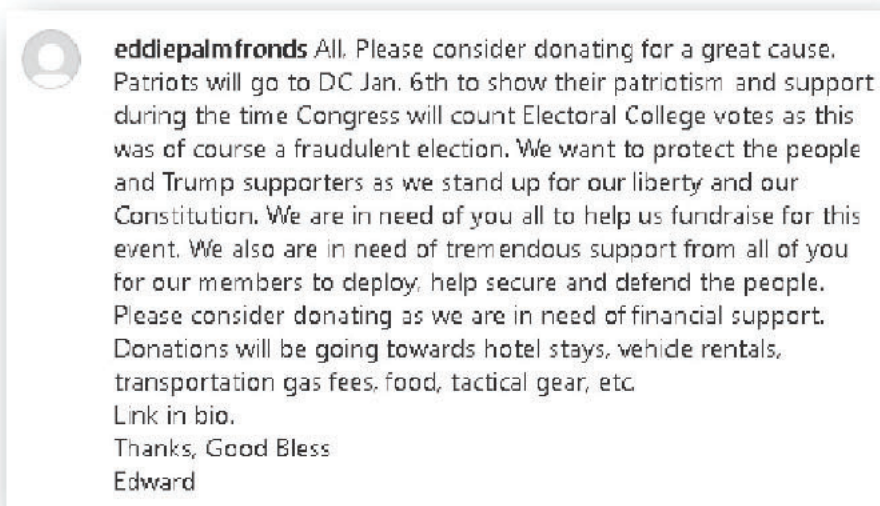 eddiepalmfronds All, Please consider donating for a great cause.
Patriots will go to DC Jan. 6th to show their patriotism and support
during the time Congress will count Electoral College votes as this
was of course a fraudulent election. We want to protect the people
and Trump supporters as we stand up for our liberty and our
Constitution. We are in need of you all to help us fundraise for this
event. We also are in need of tremendous support from all of you
for our members to deploy, help secure and defend the people.
Please consider donating as we are in need of financial support.
Donations will be going towards hotel stays, vehicle rentals,
transportation gas fees, food, tactical gear, etc.
Link in bio.
Thanks, Good Bless
Edward